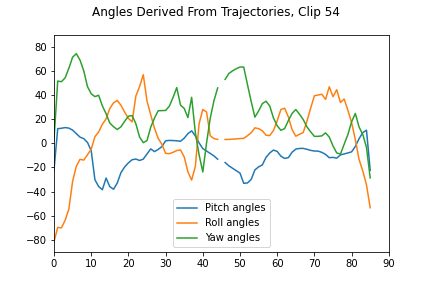 Angles Derived From Trajectories, Clip 54
80
60
40
20
0
−20
−40
−60
−80
0 10 20 30 40 50 60 70 80 90
Pitch angles
Roll angles
Yaw angles